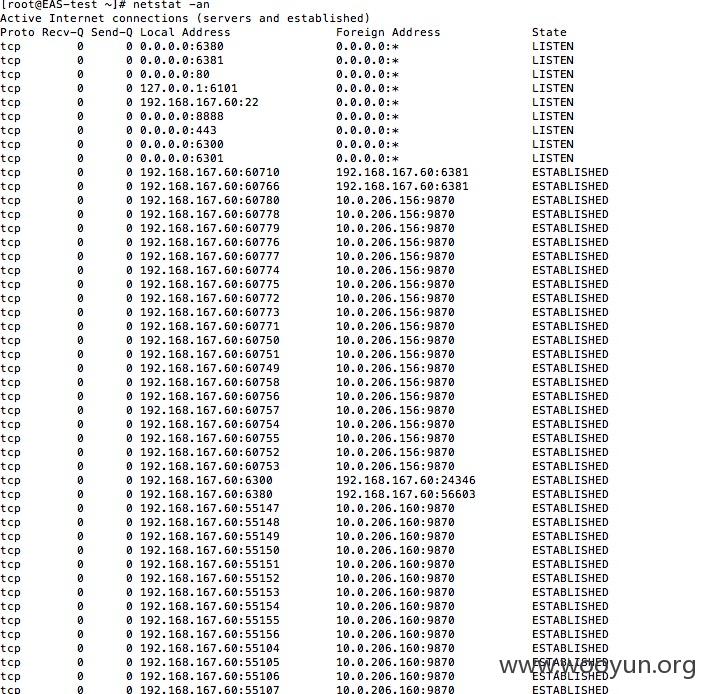 [root@EAS-test ~]# netstat -an
Active Internet connections (servers and established)
Proto Recv-Q Send-Q Local Address Foreign Address State
tcp 0 0 0.0.0.0:6380 0.0.0.0:* LISTEN
tcp 0 0 0.0.0.0:6381 0.0.0.0:* LISTEN
tcp 0 0 0.0.0.0:80 0.0.0.0:* LISTEN
tcp 0 0 127.0.0.1:6101 0.0.0.0:* LISTEN
tcp 0 0 192.168.167.60:22 0.0.0.0:* LISTEN
tcp 0 0 0.0.0.0:8888 0.0.0.0:* LISTEN
tcp 0 0 0.0.0.0:443 0.0.0.0:* LISTEN
tcp 0 0 0.0.0.0:6300 0.0.0.0:* LISTEN
tcp 0 0 0.0.0.0:6301 0.0.0.0:* LISTEN
tcp 0 0 192.168.167.60:60710 192.168.167.60:6381 ESTABLISHED
tcp 0 0 192.168.167.60:60766 192.168.167.60:6381 ESTABLISHED
tcp 0 0 192.168.167.60:60780 10.0.206.156:9870 ESTABLISHED
tcp 0 0 192.168.167.60:60778 10.0.206.156:9870 ESTABLISHED
tcp 0 0 192.168.167.60:60779 10.0.206.156:9870 ESTABLISHED
tcp 0 0 192.168.167.60:60776 10.0.206.156:9870 ESTABLISHED
tcp 0 0 192.168.167.60:60777 10.0.206.156:9870 ESTABLISHED
tcp 0 0 192.168.167.60:60774 10.0.206.156:9870 ESTABLISHED
tcp 0 0 192.168.167.60:60775 10.0.206.156:9870 ESTABLISHED
tcp 0 0 192.168.167.60:60772 10.0.206.156:9870 ESTABLISHED
tcp 0 0 192.168.167.60:60773 10.0.206.156:9870 ESTABLISHED
tcp 0 0 192.168.167.60:60771 10.0.206.156:9870 ESTABLISHED
tcp 0 0 192.168.167.60:60750 10.0.206.156:9870 ESTABLISHED
tcp 0 0 192.168.167.60:60751 10.0.206.156:9870 ESTABLISHED
tcp 0 0 192.168.167.60:60749 10.0.206.156:9870 ESTABLISHED
tcp 0 0 192.168.167.60:60758 10.0.206.156:9870 ESTABLISHED
tcp 0 0 192.168.167.60:60756 10.0.206.156:9870 ESTABLISHED
tcp 0 0 192.168.167.60:60757 10.0.206.156:9870 ESTABLISHED
tcp 0 0 192.168.167.60:60754 10.0.206.156:9870 ESTABLISHED
tcp 0 0 192.168.167.60:60755 10.0.206.156:9870 ESTABLISHED
tcp 0 0 192.168.167.60:60752 10.0.206.156:9870 ESTABLISHED
tcp 0 0 192.168.167.60:60753 10.0.206.156:9870 ESTABLISHED
tcp 0 0 192.168.167.60:6300 192.168.167.60:24346 ESTABLISHED
tcp 0 0 192.168.167.60:6380 192.168.167.60:56603 ESTABLISHED
tcp 0 0 192.168.167.60:55147 10.0.206.160:9870 ESTABLISHED
tcp 0 0 192.168.167.60:55148 10.0.206.160:9870 ESTABLISHED
tcp 0 0 192.168.167.60:55149 10.0.206.160:9870 ESTABLISHED
tcp 0 0 192.168.167.60:55150 10.0.206.160:9870 ESTABLISHED
tcp 0 0 192.168.167.60:55151 10.0.206.160:9870 ESTABLISHED
tcp 0 0 192.168.167.60:55152 10.0.206.160:9870 ESTABLISHED
tcp 0 0 192.168.167.60:55153 10.0.206.160:9870 ESTABLISHED
tcp 0 0 192.168.167.60:55154 10.0.206.160:9870 ESTABLISHED
tcp 0 0 192.168.167.60:55155 10.0.206.160:9870 ESTABLISHED
tcp 0 0 192.168.167.60:55156 10.0.206.160:9870 ESTABLISHED
tcp 0 0 192.168.167.60:55104 10.0.206.160:9870 ESTABLISHED
tcp 0 0 192.168.167.60:55105 10.0.206.160:9870 ESTABLISHED
tcp 0 0 192.168.167.60:55106 10.0.206.160:9870 ESTABLISHED
tcp 0 0 192.168.167.60:55107 10.0.206.160:9870 ESTABLISHED
www.wooyun.org